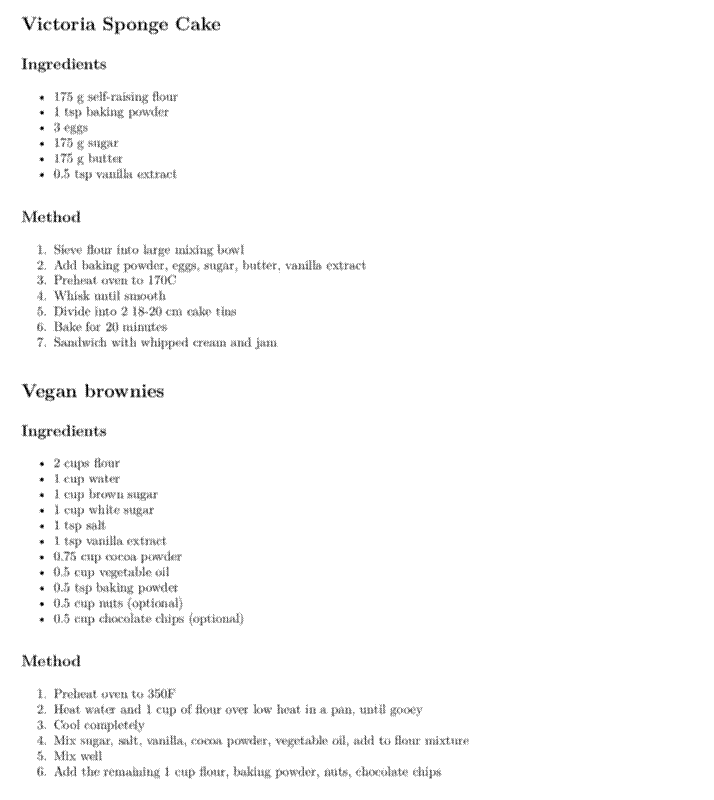 Victoria Sponge Cake
Ingredients
• 175 g self-raising flour
• 1 tsp baking powder
• 3 eggs
• 175 g sugar
• 175 g butter
• 0.5 tsp vanilla extract
Method
1. Sieve flour into large mixing bowl
2. Add baking powder, eggs, sugar, butter, vanilla extract
3. Preheat oven to 170C
4. Whisk until smooth
5. Divide into 2 18-20 cm cake tins
6. Bake for 20 minutes
7. Sandwich with whipped cream and jam
Vegan brownies
Ingredients
• 2 cups flour
• 1 cup water
• 1 cup brown sugar
• 1 cup white sugar
• 1 tsp salt
• 1 tsp vanilla extract
• 0.75 cup cocoa powder
• 0.5 cup vegetable oil
• 0.5 tsp baking powder
• 0.5 cup nuts (optional)
• 0.5 cup chocolate chips (optional)
Method
1. Preheat oven to 350F
2. Heat water and 1 cup of flour over low heat in a pan, until gooey
3. Cool completely
4. Mix sugar, salt, vanilla, cocoa powder, vegetable oil, add to flour mixture
5. Mix well
6. Add the remaining 1 cup flour, baking powder, nuts, chocolate chips